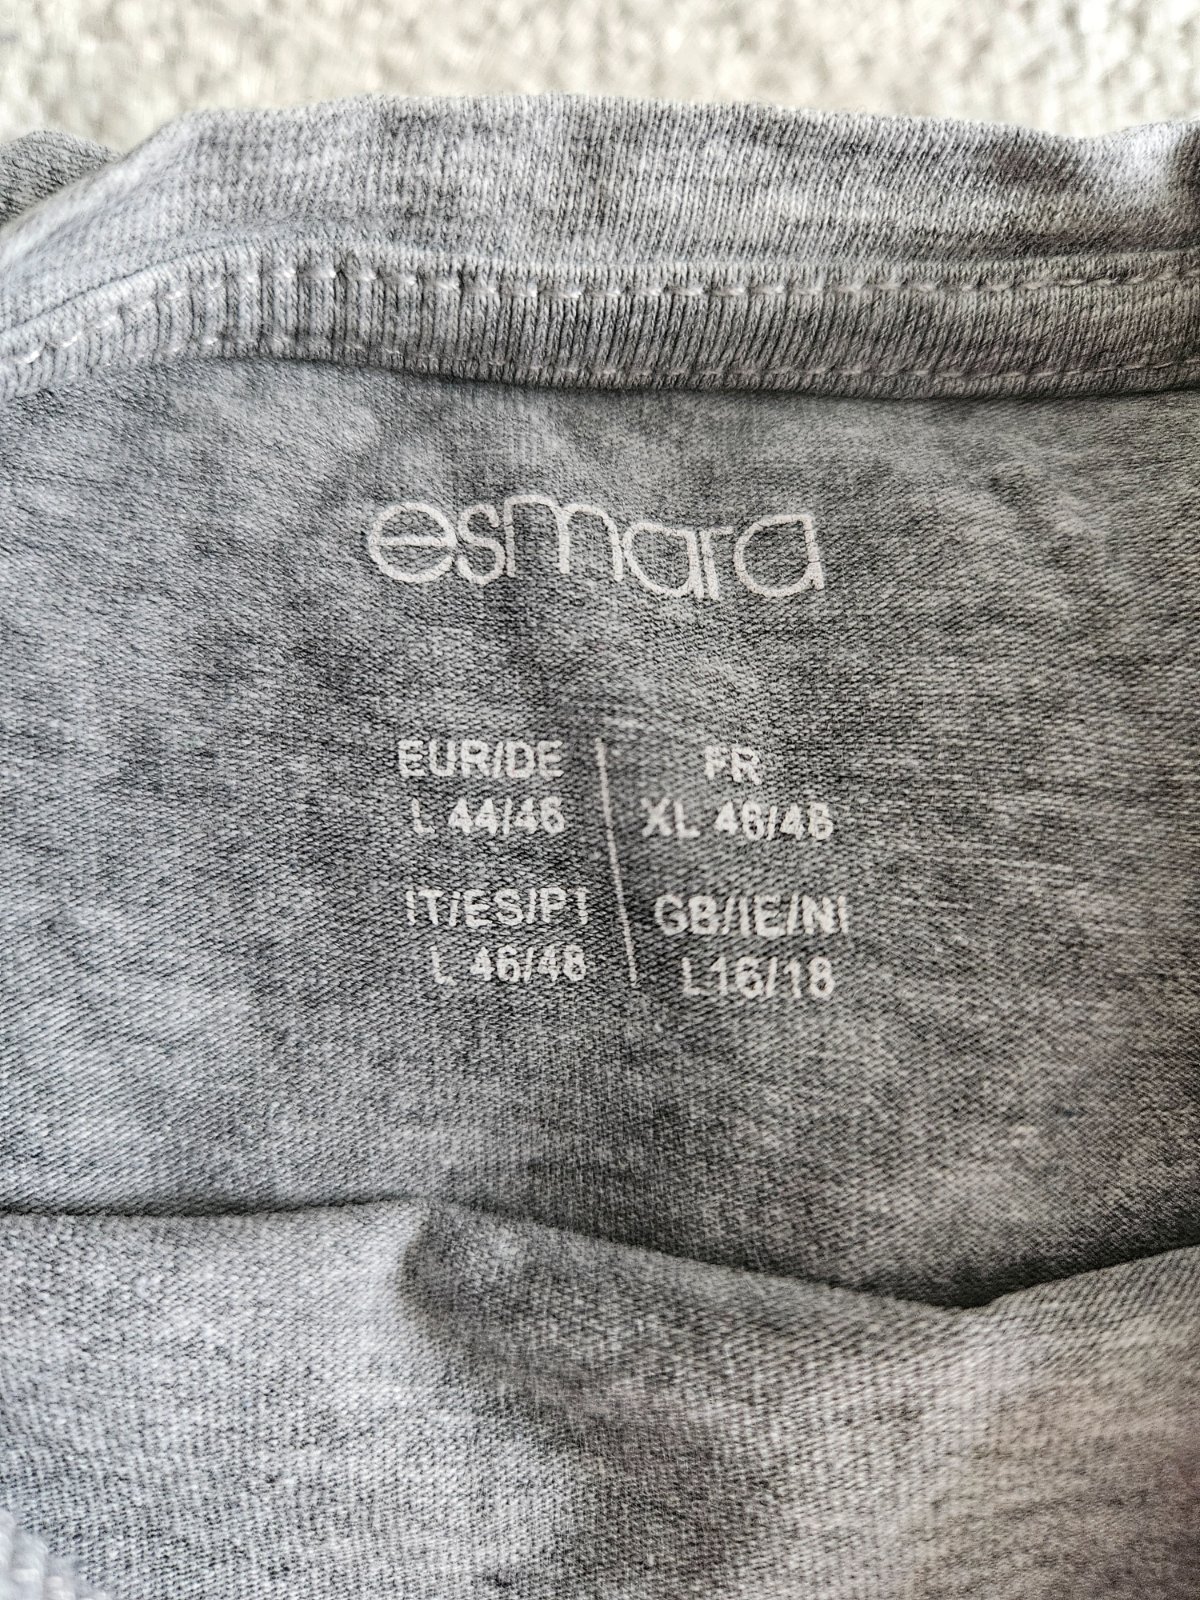 esmara
EUR/DE
L 44/46
FR
XL 46/48
IT/ES/PT
L 46/48
GB/IE/NI
L16/18